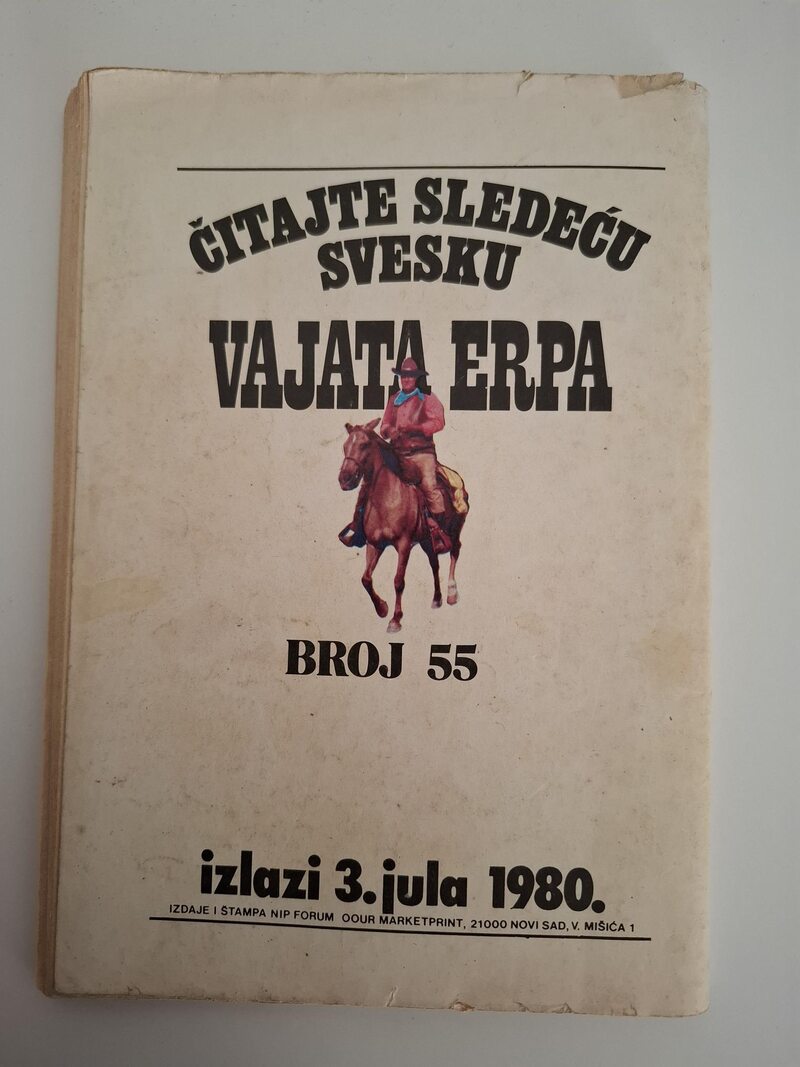 ČITAJTE SLEDEĆU
SVESKU
VAJATA ERPA
BROJ 55
izlazi 3. jula 1980.
IZDAJE I ŠTAMPA NIP FORUM OOUR MARKETPRINT, 21000 NOVI SAD, V. MIŠIĆA 1